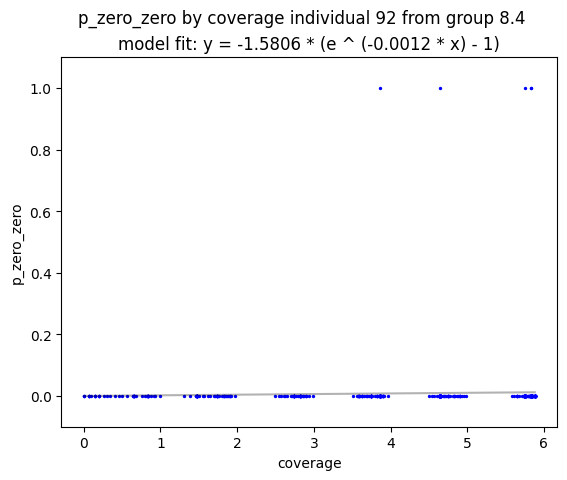 p_zero_zero by coverage individual 92 from group 8.4
model fit: y = -1.5806 * (e ^ (-0.0012 * x) - 1)
1.0
0.8
0.6
0.4
0.2
0.0
p_zero_zero
0 1 2 3 4 5 6
coverage